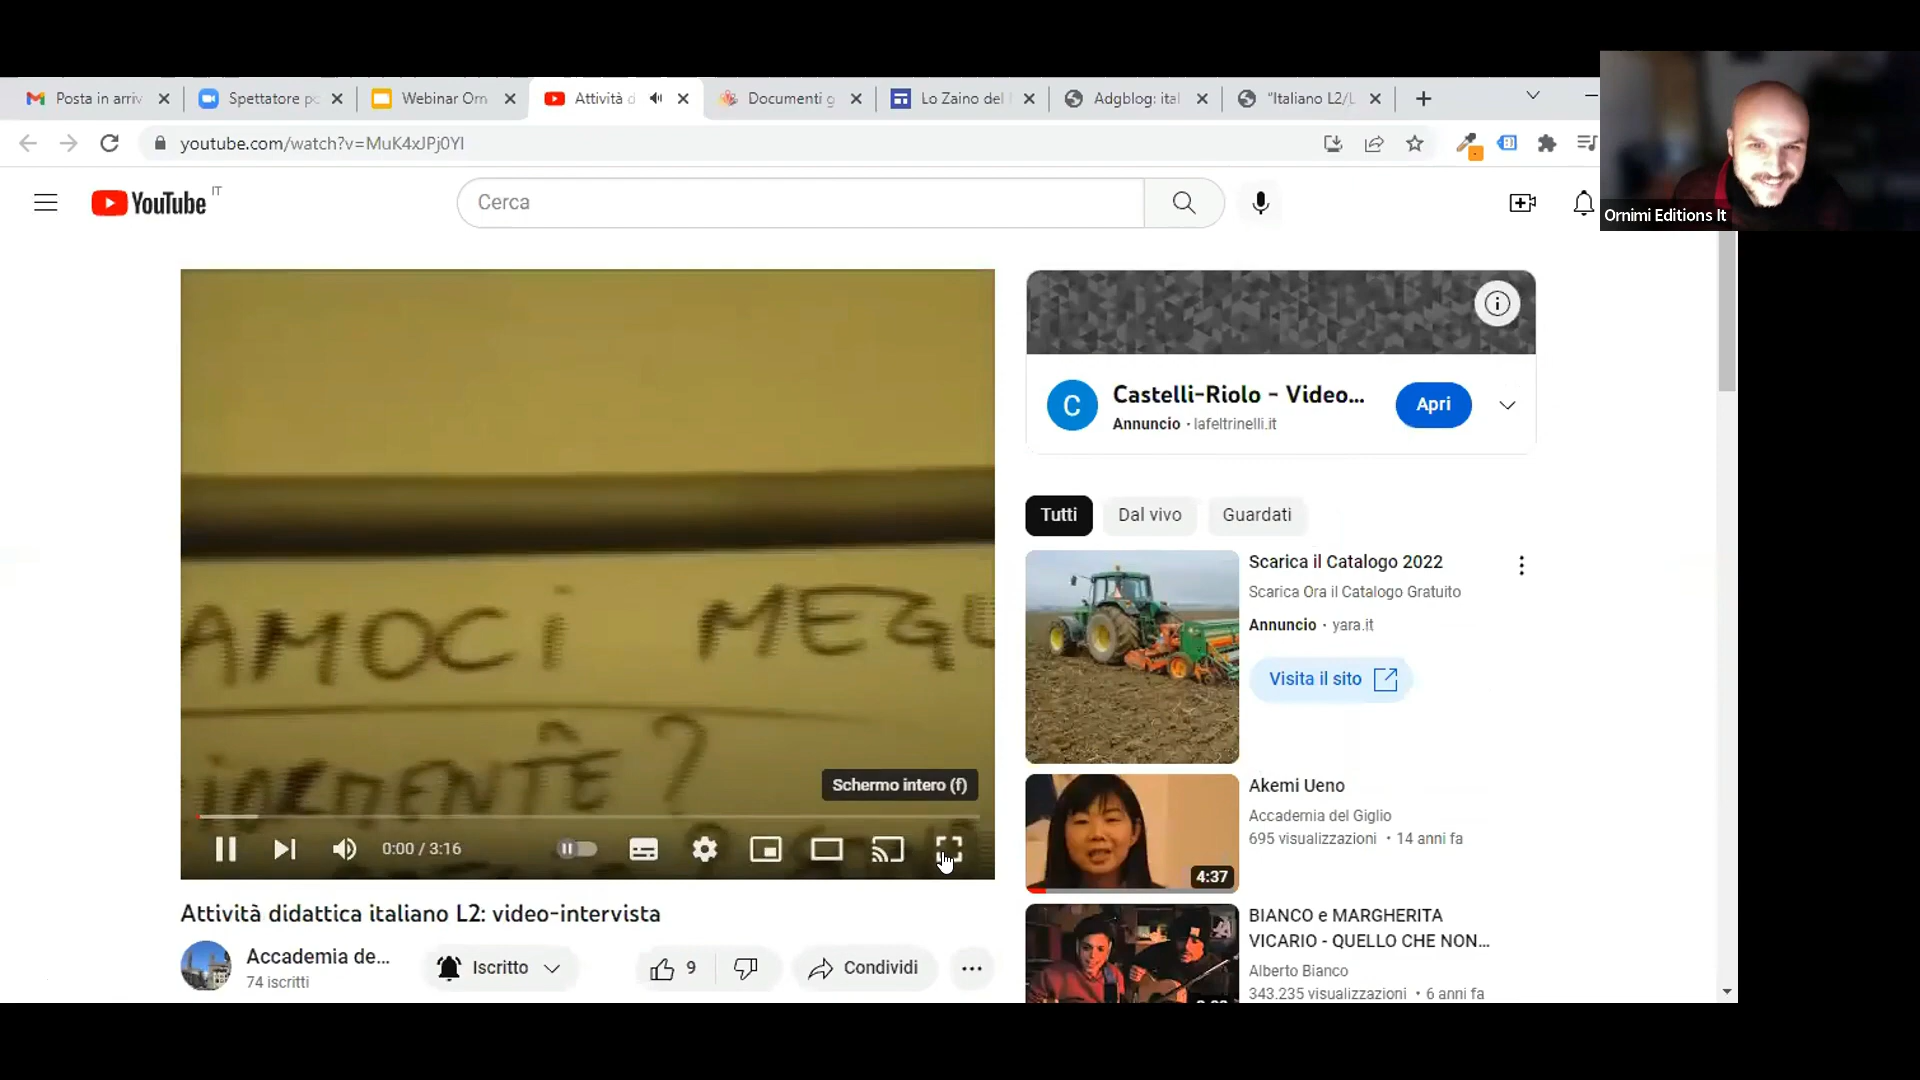 Posta in arriv
Spettatore pc
Webinar Orn
Attività d
Documenti g
Lo Zaino del
Adgblog: ital
"Italiano L2/L
youtube.com/watch?v=MuK4xJPj0YI
YouTube IT
Cerca
Ornimi Editions It
AMOCI MEGL
?
Schermo intero (f)
0:00 / 3:16
Attività didattica italiano L2: video-intervista
Accademia de...
74 iscritti
Iscritto
9
Condividi
C
Castelli-Riolo - Video...
Annuncio · lafeltrinelli.it
Apri
Tutti
Dal vivo
Guardati
Scarica il Catalogo 2022
Scarica Ora il Catalogo Gratuito
Annuncio · yara.it
Visita il sito
4:37
Akemi Ueno
Accademia del Giglio
695 visualizzazioni • 14 anni fa
BIANCO e MARGHERITA
VICARIO - QUELLO CHE NON...
Alberto Bianco
343.235 visualizzazioni • 6 anni fa